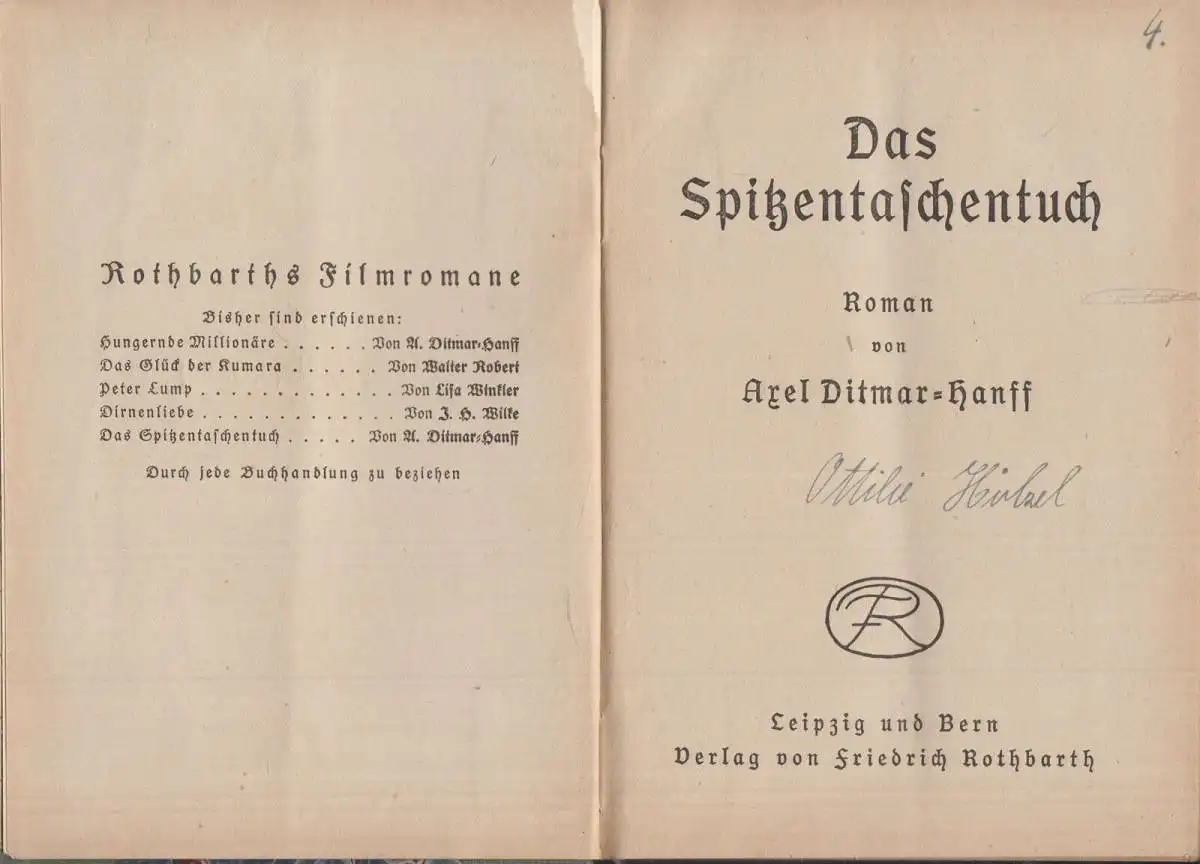 Rothbarths Filmromane
Bisher sind erschienen:
Hungernde Millionäre . . . . . . Von A. Ditmar-Hanff
Das Glück der Kumara . . . . . . Von Walter Robert
Peter Lump . . . . . . . . . . . . . Von Lisa Winkler
Dirnenliebe . . . . . . . . . . . . . Von J. H. Wilke
Das Spitzentaschentuch . . . . . Von A. Ditmar-Hanff
Durch jede Buchhandlung zu beziehen
4.
Das
Spitzentaschentuch
Roman
von
Axel Ditmar-Hanff
Ottilie
FR
Leipzig und Bern
Verlag von Friedrich Rothbarth